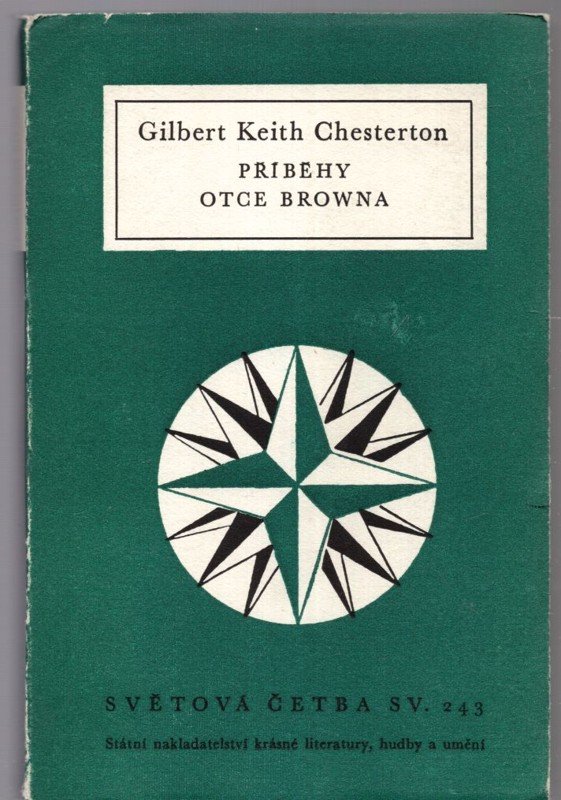 Gilbert Keith Chesterton
PŘÍBĚHY
OTCE BROWNA
SVĚTOVÁ ČETBA SV. 243
Státní nakladatelství krásné literatury, hudby a umění